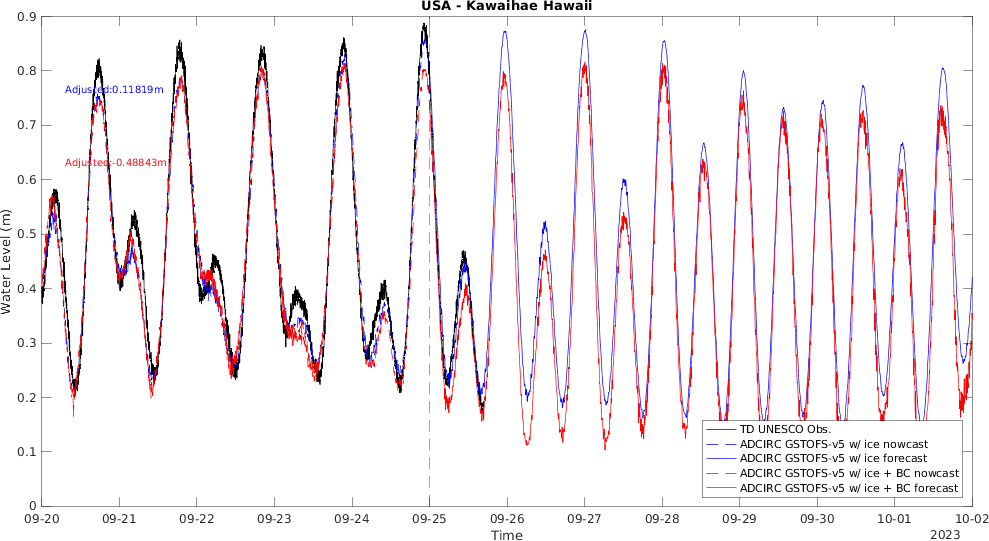 USA - Kawaihae Hawaii
0.9
0.8
0.7
0.6
0.5
0.4
0.3
0.2
0.1
0
Water Level (m)
Adjusted:0.11819m
Adjusted:-0.48843m
TD UNESCO Obs.
ADCIRC GSTOFS-v5 w/ ice nowcast
ADCIRC GSTOFS-v5 w/ ice forecast
ADCIRC GSTOFS-v5 w/ ice + BC nowcast
ADCIRC GSTOFS-v5 w/ ice + BC forecast
09-20 09-21 09-22 09-23 09-24 09-25 09-26 09-27 09-28 09-29 09-30 10-01 10-02
Time
2023